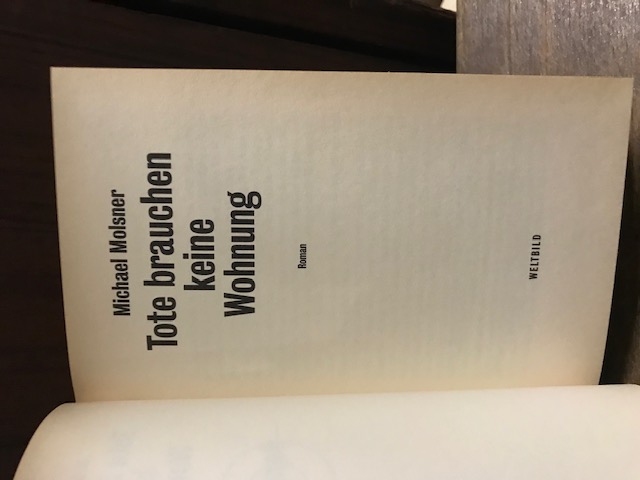 Michael Molsner
Tote brauchen
keine
Wohnung
Roman
WELTBILD